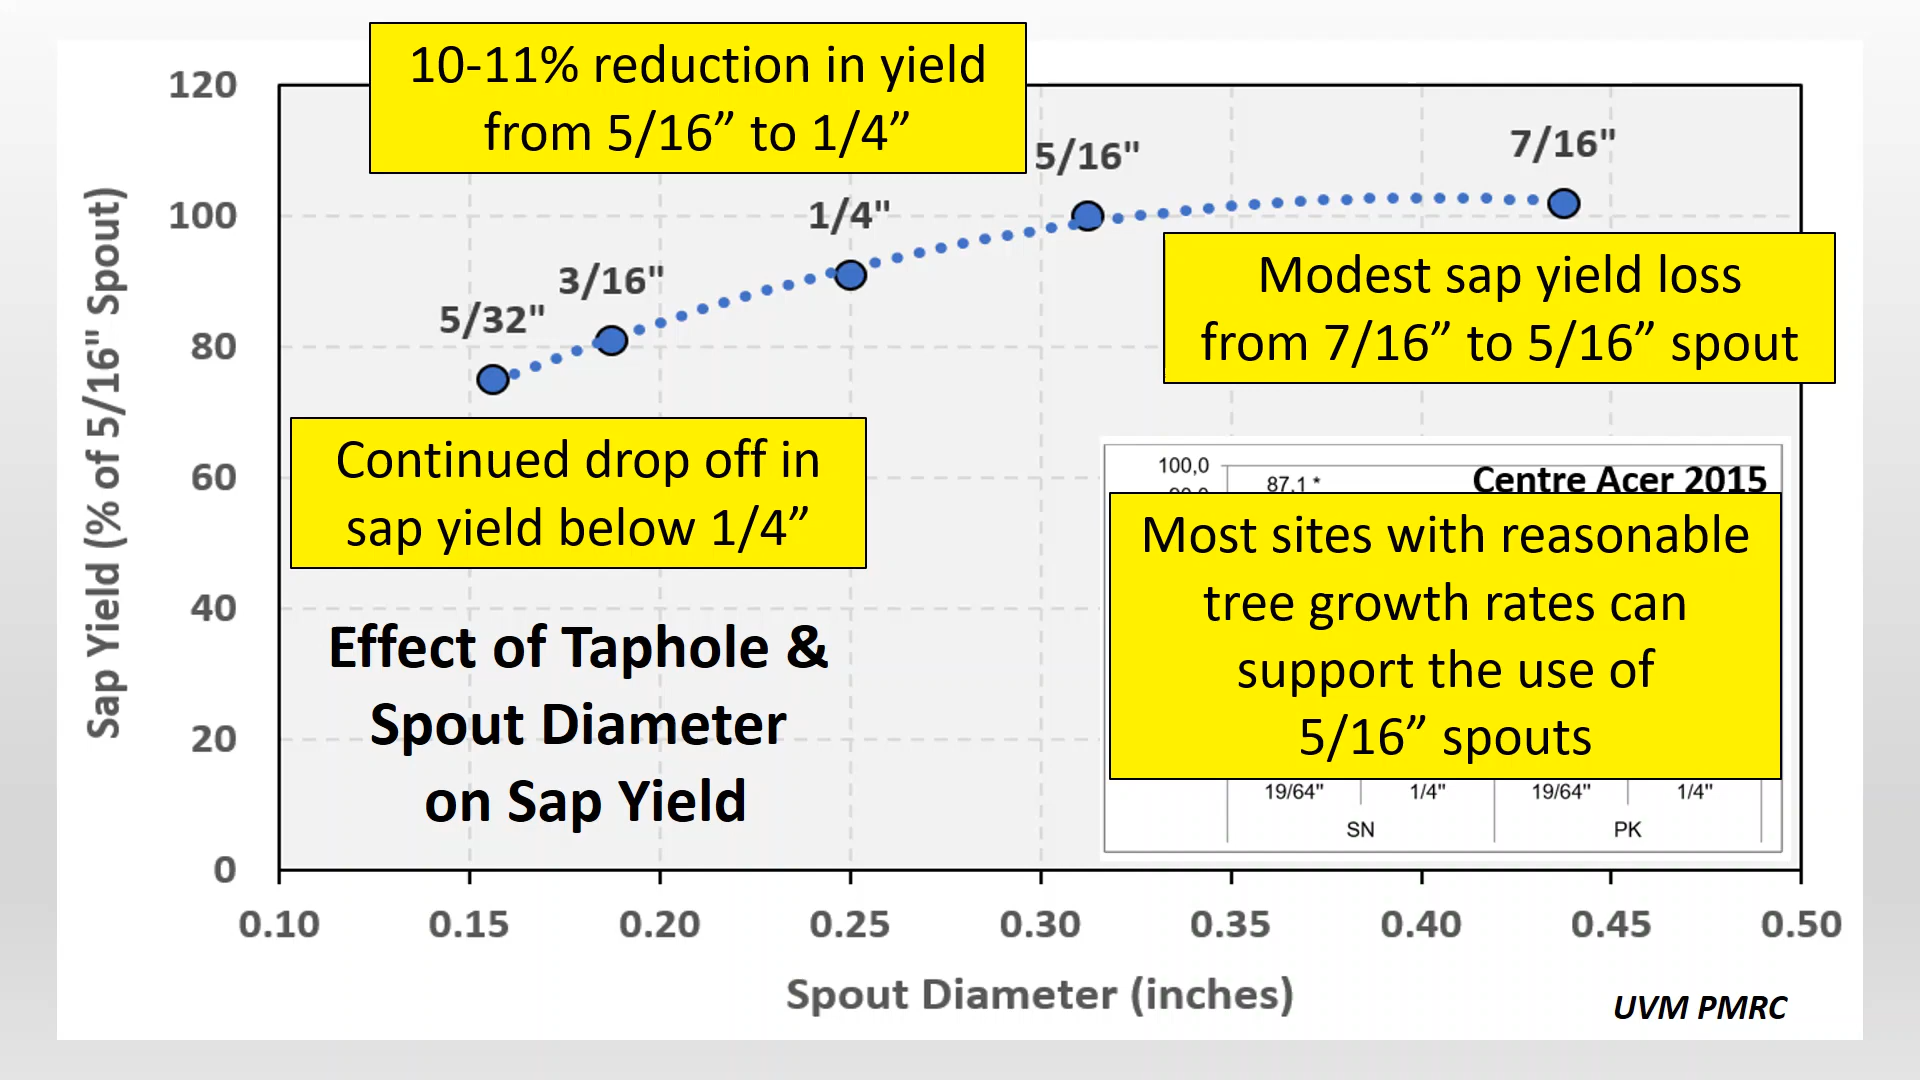 10-11% reduction in yield
from 5/16” to 1/4”
120
100
80
60
40
20
0
Sap Yield (% of 5/16" Spout)
5/32"
3/16"
1/4"
5/16"
7/16"
Modest sap yield loss
from 7/16” to 5/16” spout
Continued drop off in
sap yield below 1/4”
Effect of Taphole &
Spout Diameter
on Sap Yield
100,0
87,1 *
Centre Acer 2015
Most sites with reasonable
tree growth rates can
support the use of
5/16” spouts
19/64" 1/4" 19/64" 1/4"
SN PK
0.10 0.15 0.20 0.25 0.30 0.35 0.40 0.45 0.50
Spout Diameter (inches)
UVM PMRC